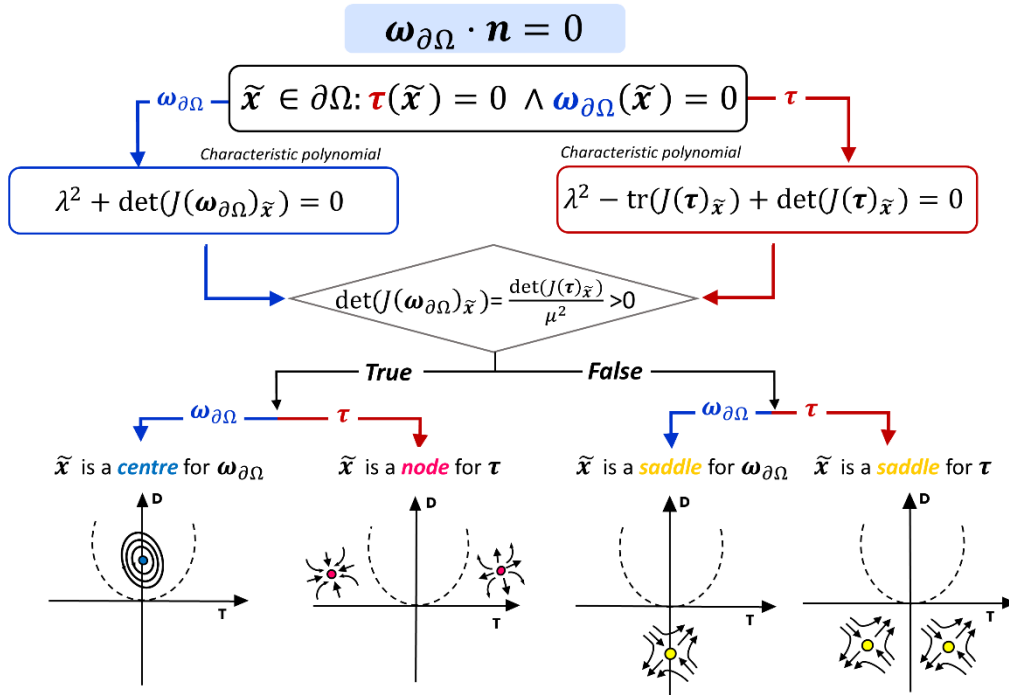 𝝎∂Ω · 𝒏 = 0
x̃ ∈ ∂Ω: 𝝉(x̃) = 0 ∧ 𝝎∂Ω(x̃) = 0
𝝎∂Ω
𝝉
Characteristic polynomial
Characteristic polynomial
λ² + det(J(𝝎∂Ω)x̃) = 0
λ² − tr(J(𝝉)x̃) + det(J(𝝉)x̃) = 0
det(J(𝝎∂Ω)x̃)= det(J(𝝉)x̃)/μ² >0
True
False
𝝎∂Ω
𝝉
𝝎∂Ω
𝝉
x̃ is a centre for 𝝎∂Ω
x̃ is a node for 𝝉
x̃ is a saddle for 𝝎∂Ω
x̃ is a saddle for 𝝉
D
D
D
D
T
T
T
T